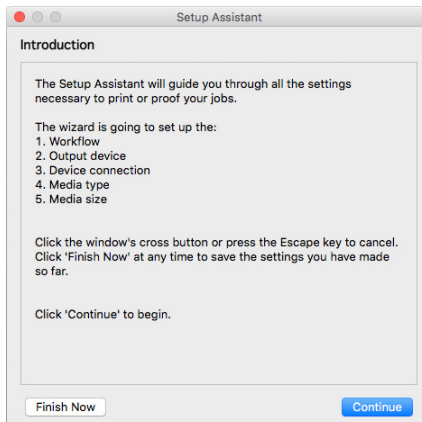 Setup Assistant
Introduction
The Setup Assistant will guide you through all the settings
necessary to print or proof your jobs.
The wizard is going to set up the:
1. Workflow
2. Output device
3. Device connection
4. Media type
5. Media size
Click the window's cross button or press the Escape key to cancel.
Click 'Finish Now' at any time to save the settings you have made
so far.
Click 'Continue' to begin.
Finish Now
Continue